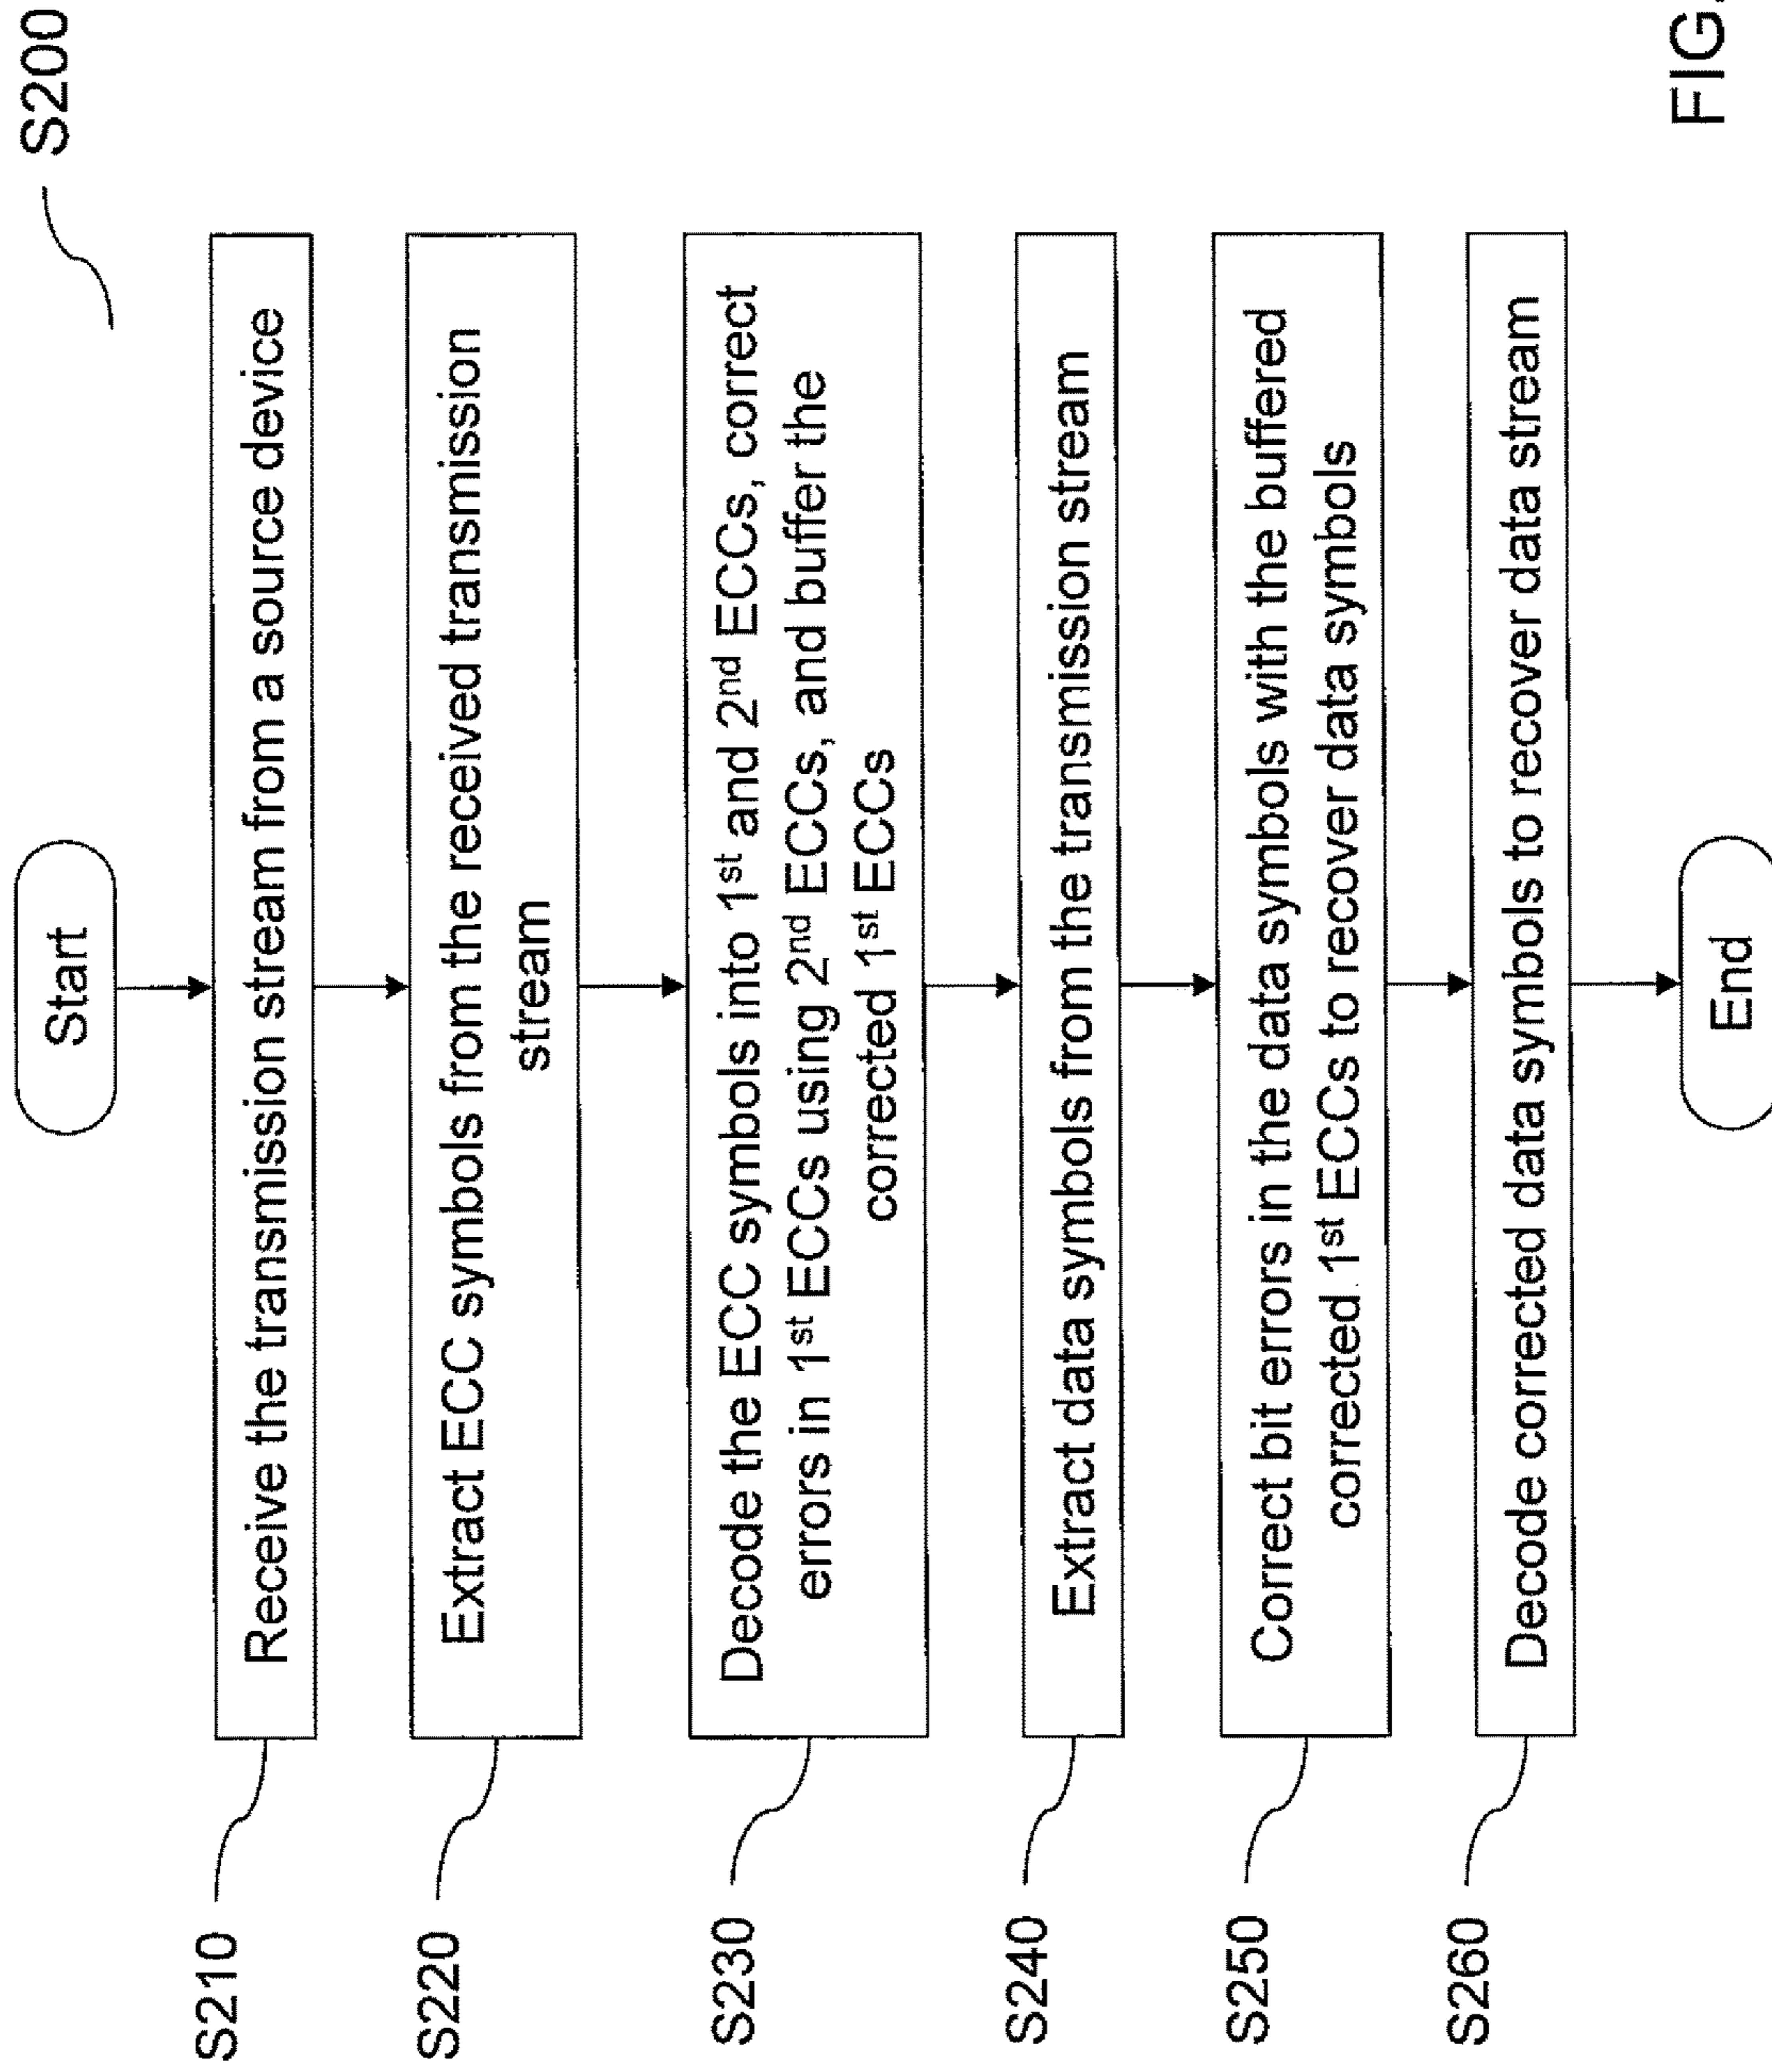 S200
Start
S210
Receive the transmission stream from a source device
S220
Extract ECC symbols from the received transmission
stream
S230
Decode the ECC symbols into 1st and 2nd ECCs, correct
errors in 1st ECCs using 2nd ECCs, and buffer the
corrected 1st ECCs
S240
Extract data symbols from the transmission stream
S250
Correct bit errors in the data symbols with the buffered
corrected 1st ECCs to recover data symbols
S260
Decode corrected data symbols to recover data stream
End
FIG.